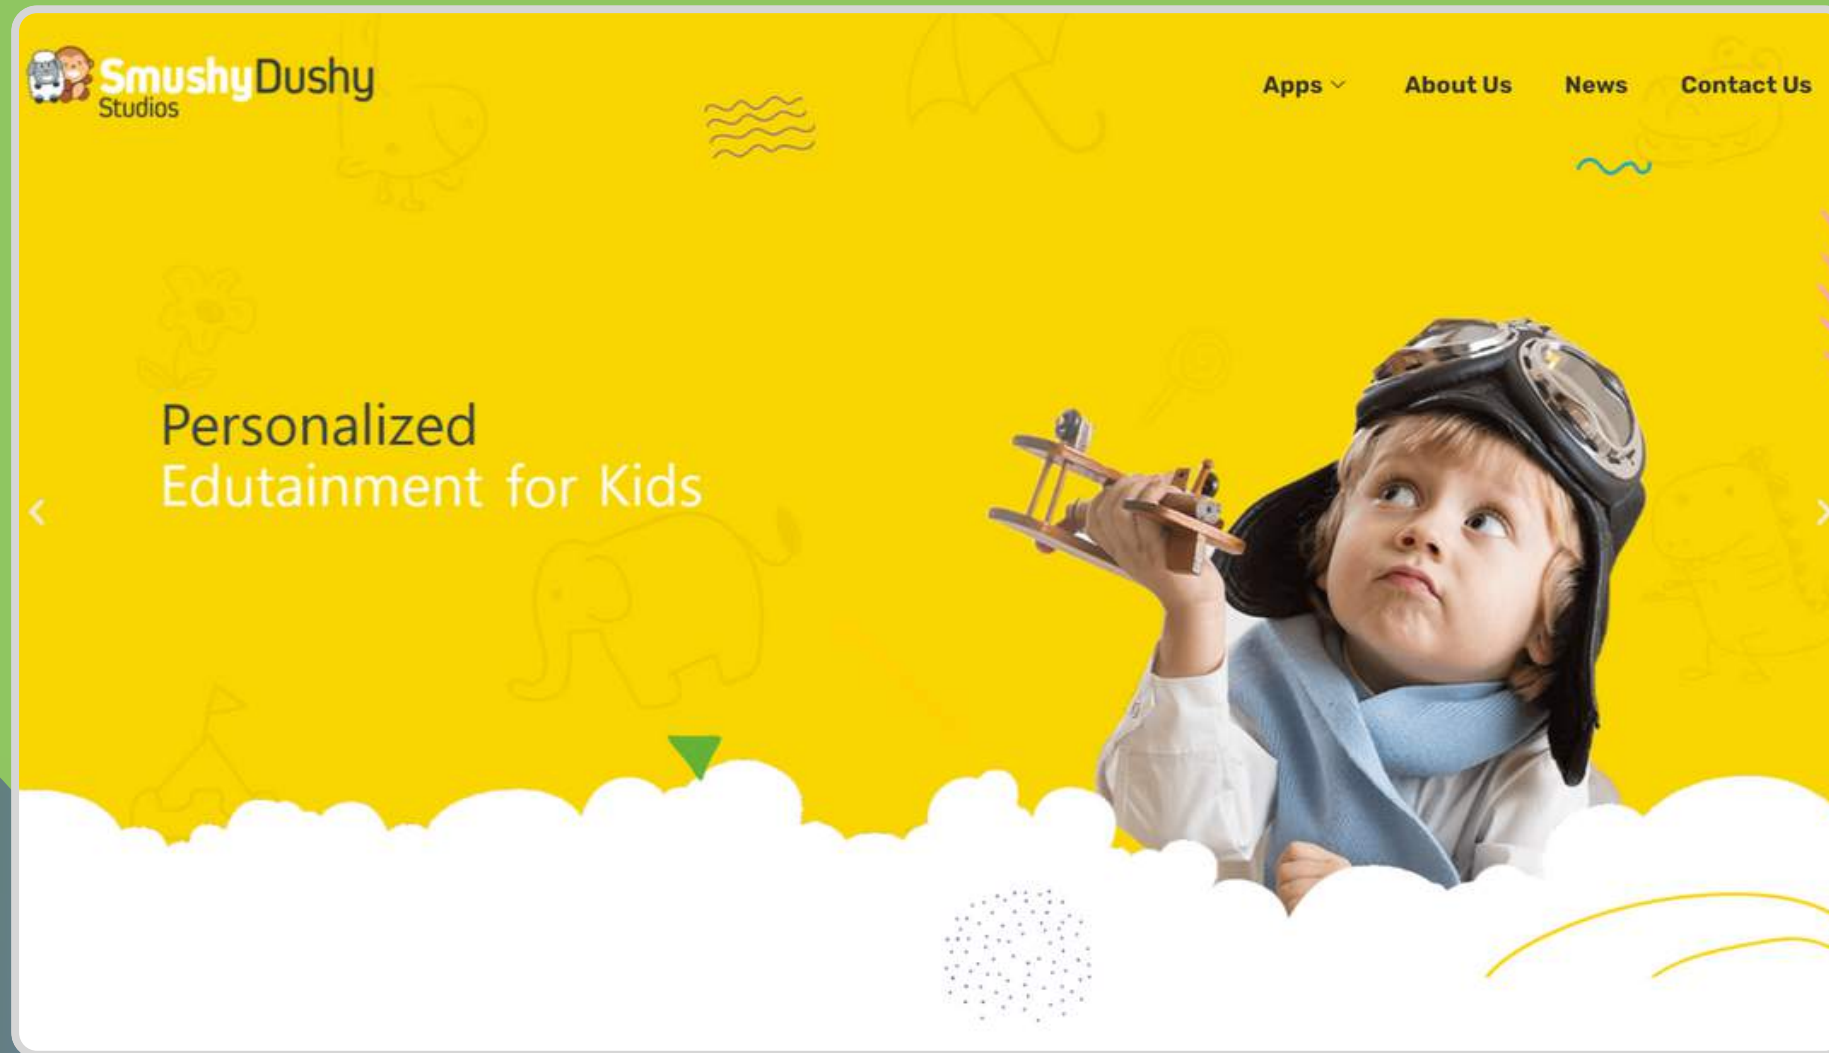 SmushyDushy
Studios
Apps
About Us
News
Contact Us
Personalized
Edutainment for Kids